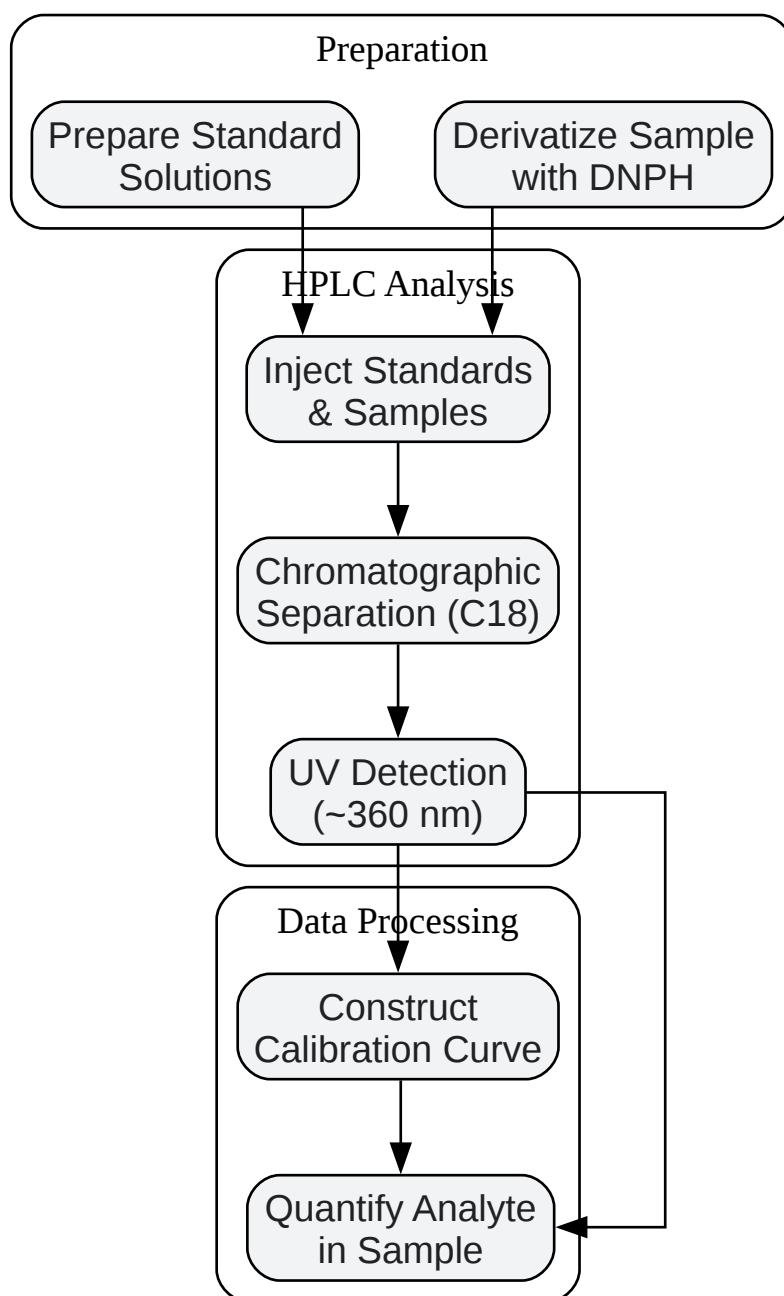 Preparation
Prepare Standard
Solutions
Derivatize Sample
with DNPH
HPLC Analysis
Inject Standards
& Samples
Chromatographic
Separation (C18)
UV Detection
(~360 nm)
Data Processing
Construct
Calibration Curve
Quantify Analyte
in Sample